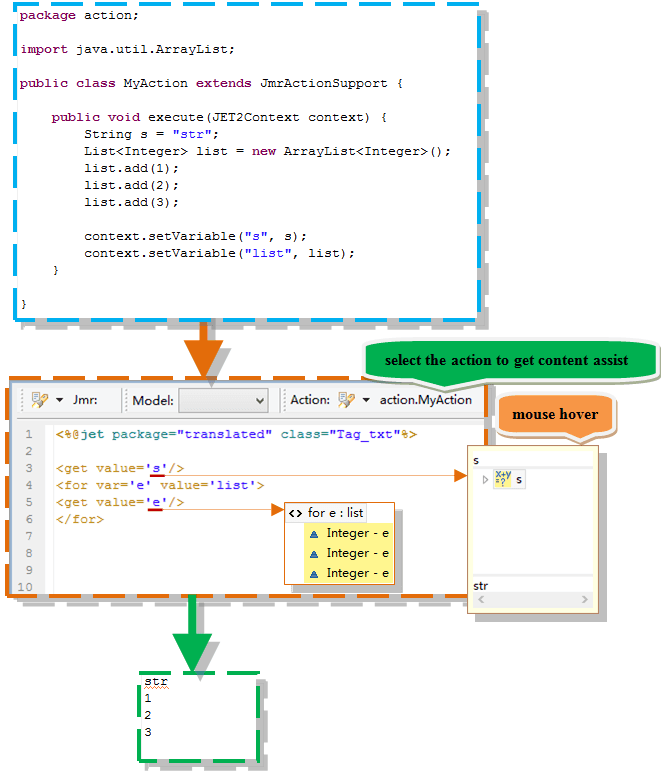 package action;
import java.util.ArrayList;
public class MyAction extends JmrActionSupport {
public void execute(JET2Context context) {
String s = "str";
List<Integer> list = new ArrayList<Integer>();
list.add(1);
list.add(2);
list.add(3);
context.setVariable("s", s);
context.setVariable("list", list);
}
}
select the action to get content assist
Jmr:
Model:
Action:
action.MyAction
mouse hover
1 <%@jet package="translated" class="Tag_txt"%>
2
3 <get value='s'/>
4 <for var='e' value='list'>
5 <get value='e'/>
6 </for>
7
8
9
10
s
x+y =? s
str
<> for e : list
Integer - e
Integer - e
Integer - e
str
1
2
3